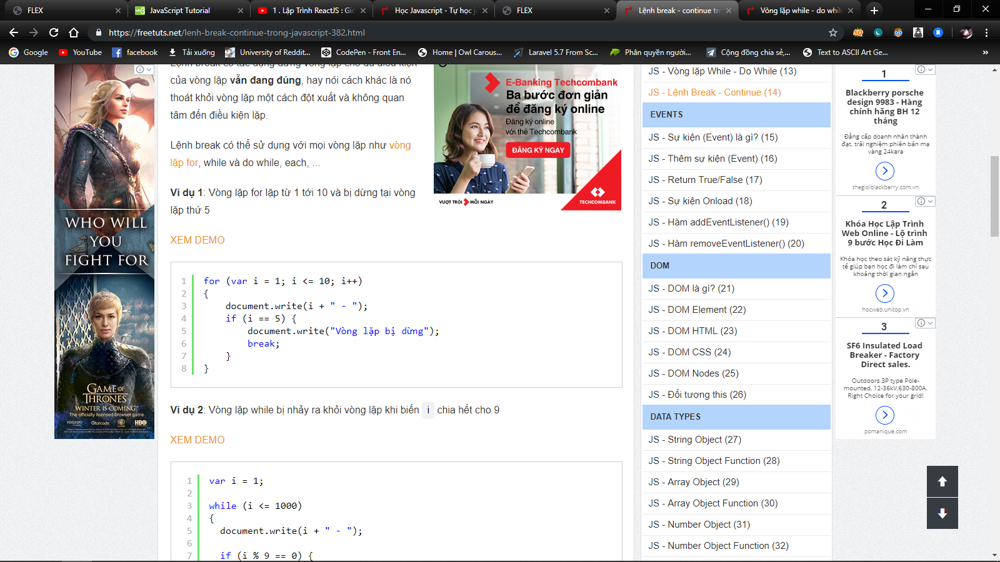 FLEX
JavaScript Tutorial
1 . Lập Trình ReactJS : Giớ
Học Javascript - Tự học ja
FLEX
Lệnh break - continue tro
Vòng lặp while - do while
https://freetuts.net/lenh-break-continue-trong-javascript-382.html
Google
YouTube
facebook
Tải xuống
University of Reddit...
CodePen - Front En...
Home | Owl Carous...
Laravel 5.7 From Sc...
Phân quyền người...
Cộng đồng chia sẻ,...
Text to ASCII Art Ge...
»
WHO WILL
YOU
FIGHT FOR
GAME OF
THRONES
WINTER IS COMING
The officially licensed browser game
YOOZOO
Gtarcade
HBO
Lệnh break có tác dụng dừng vòng lặp cho dù điều kiện
của vòng lặp vẫn đang đúng, hay nói cách khác là nó
thoát khỏi vòng lặp một cách đột xuất và không quan
tâm đến điều kiện lặp.
Lệnh break có thể sử dụng với mọi vòng lặp như vòng
lặp for, while và do while, each, ...
Ví dụ 1: Vòng lặp for lặp từ 1 tới 10 và bị dừng tại vòng
lặp thứ 5
XEM DEMO
1 for (var i = 1; i <= 10; i++)
2 {
3 document.write(i + " - ");
4 if (i == 5) {
5 document.write("Vòng lặp bị dừng");
6 break;
7 }
8 }
Ví dụ 2: Vòng lặp while bị nhảy ra khỏi vòng lặp khi biến i chia hết cho 9
XEM DEMO
1 var i = 1;
2
3 while (i <= 1000)
4 {
5 document.write(i + " - ");
6
7 if (i % 9 == 0) {
E-Banking Techcombank
Ba bước đơn giản
để đăng ký online
Đăng ký online
với thẻ Techcombank
ĐĂNG KÝ NGAY
VƯỢT TRỘI MỖI NGÀY
TECHCOMBANK
JS - Vòng lặp While - Do While (13)
JS - Lệnh Break - Continue (14)
EVENTS
JS - Sự kiện (Event) là gì? (15)
JS - Thêm sự kiện (Event) (16)
JS - Return True/False (17)
JS - Sự kiện Onload (18)
JS - Hàm addEventListener() (19)
JS - Hàm removeEventListener() (20)
DOM
JS - DOM là gì? (21)
JS - DOM Element (22)
JS - DOM HTML (23)
JS - DOM CSS (24)
JS - DOM Nodes (25)
JS - Đối tượng this (26)
DATA TYPES
JS - String Object (27)
JS - String Object Function (28)
JS - Array Object (29)
JS - Array Object Function (30)
JS - Number Object (31)
JS - Number Object Function (32)
1
Blackberry porsche
design 9983 - Hàng
chính hãng BH 12
tháng
Đẳng cấp doanh nhân thành
đạt, trải nghiệm phiên bản mạ
vàng 24kara
thegioiblackberry.com.vn
2
Khóa Học Lập Trình
Web Online - Lộ trình
9 bước Học Đi Làm
Khóa học theo sát kỹ năng thực
tế giúp bạn học đi làm chỉ sau
khoảng thời gian ngắn
hocweb.unitop.vn
3
SF6 Insulated Load
Breaker - Factory
Direct sales.
Outdoors 3P type Pole-
mounted, 12-36kV,630-800A.
Right Choice for your grid!
pomanique.com